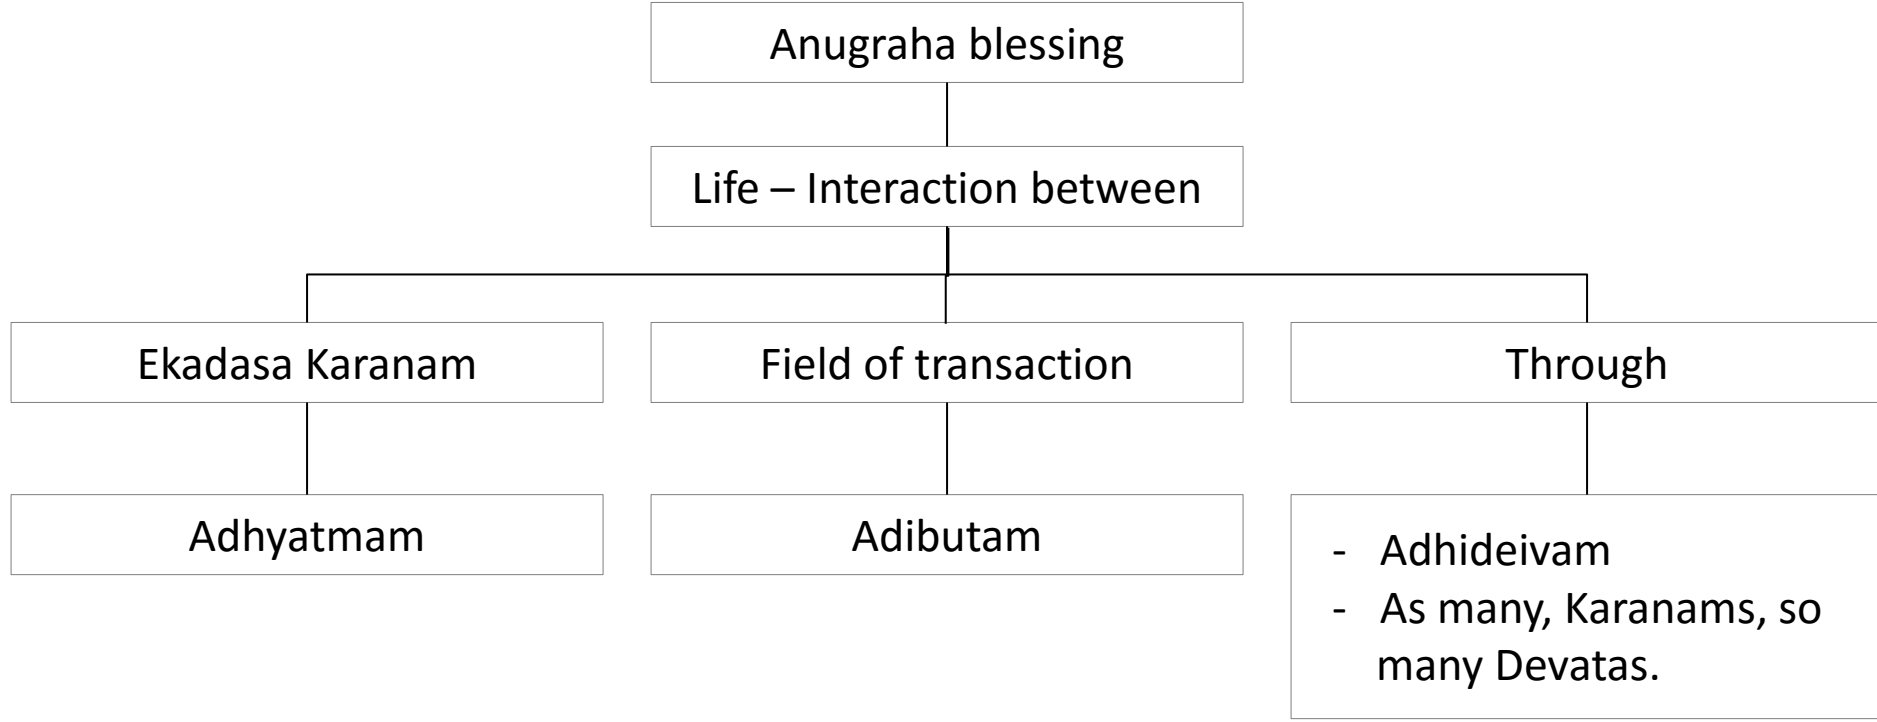 Anugraha blessing
Life – Interaction between
Ekadasa Karanam
Field of transaction
Through
Adhyatmam
Adibutam
- Adhideivam
- As many, Karanams, so
many Devatas.